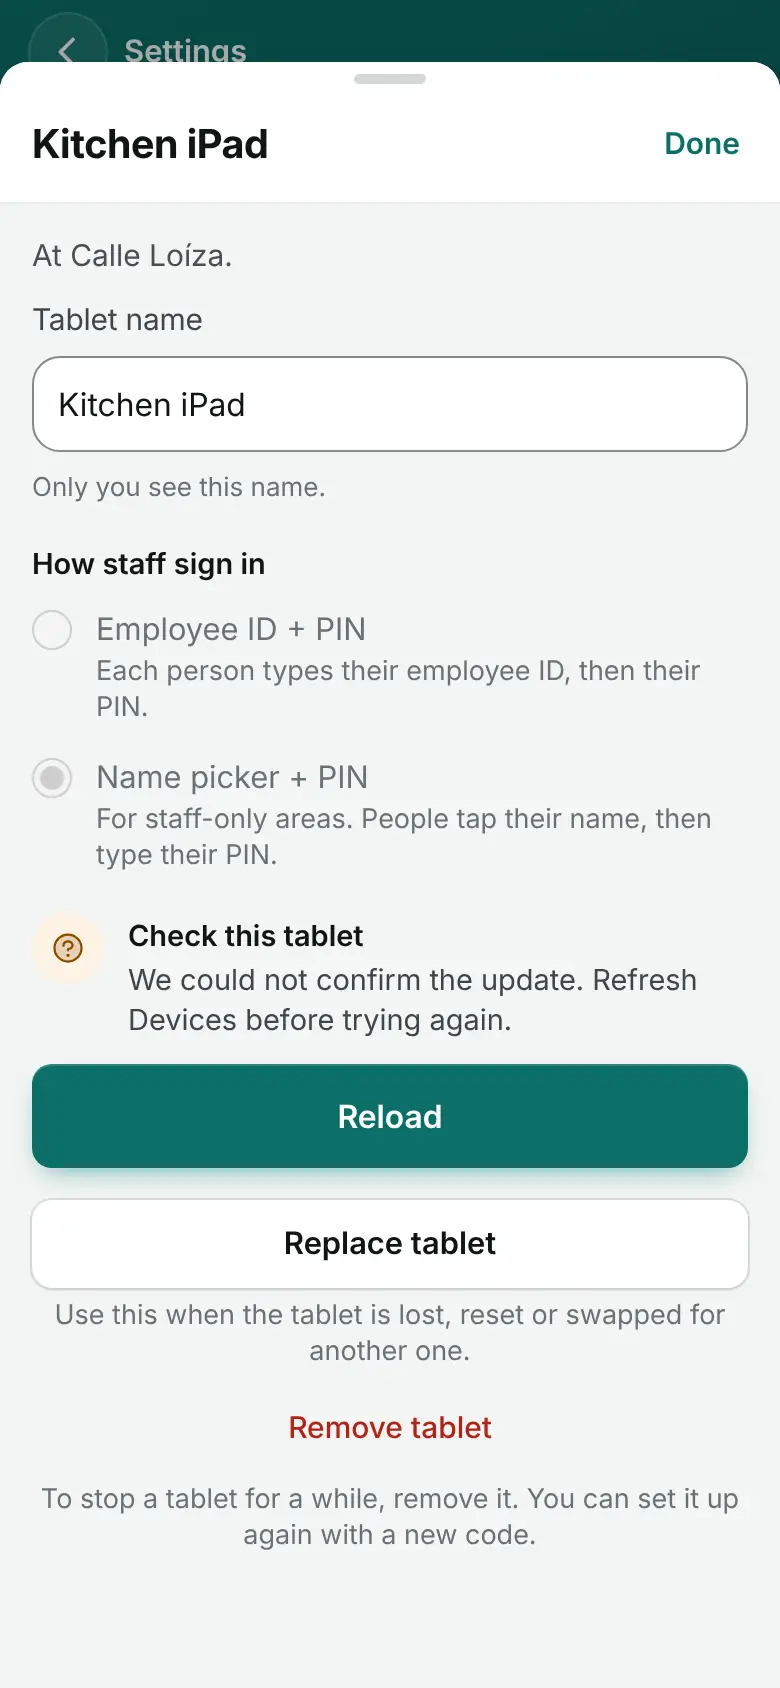 Settings
Kitchen iPad
Done
At Calle Loíza.
Tablet name
Kitchen iPad
Only you see this name.
How staff sign in
Employee ID + PIN
Each person types their employee ID, then their
PIN.
Name picker + PIN
For staff-only areas. People tap their name, then
type their PIN.
Check this tablet
We could not confirm the update. Refresh
Devices before trying again.
Reload
Replace tablet
Use this when the tablet is lost, reset or swapped for
another one.
Remove tablet
To stop a tablet for a while, remove it. You can set it up
again with a new code.